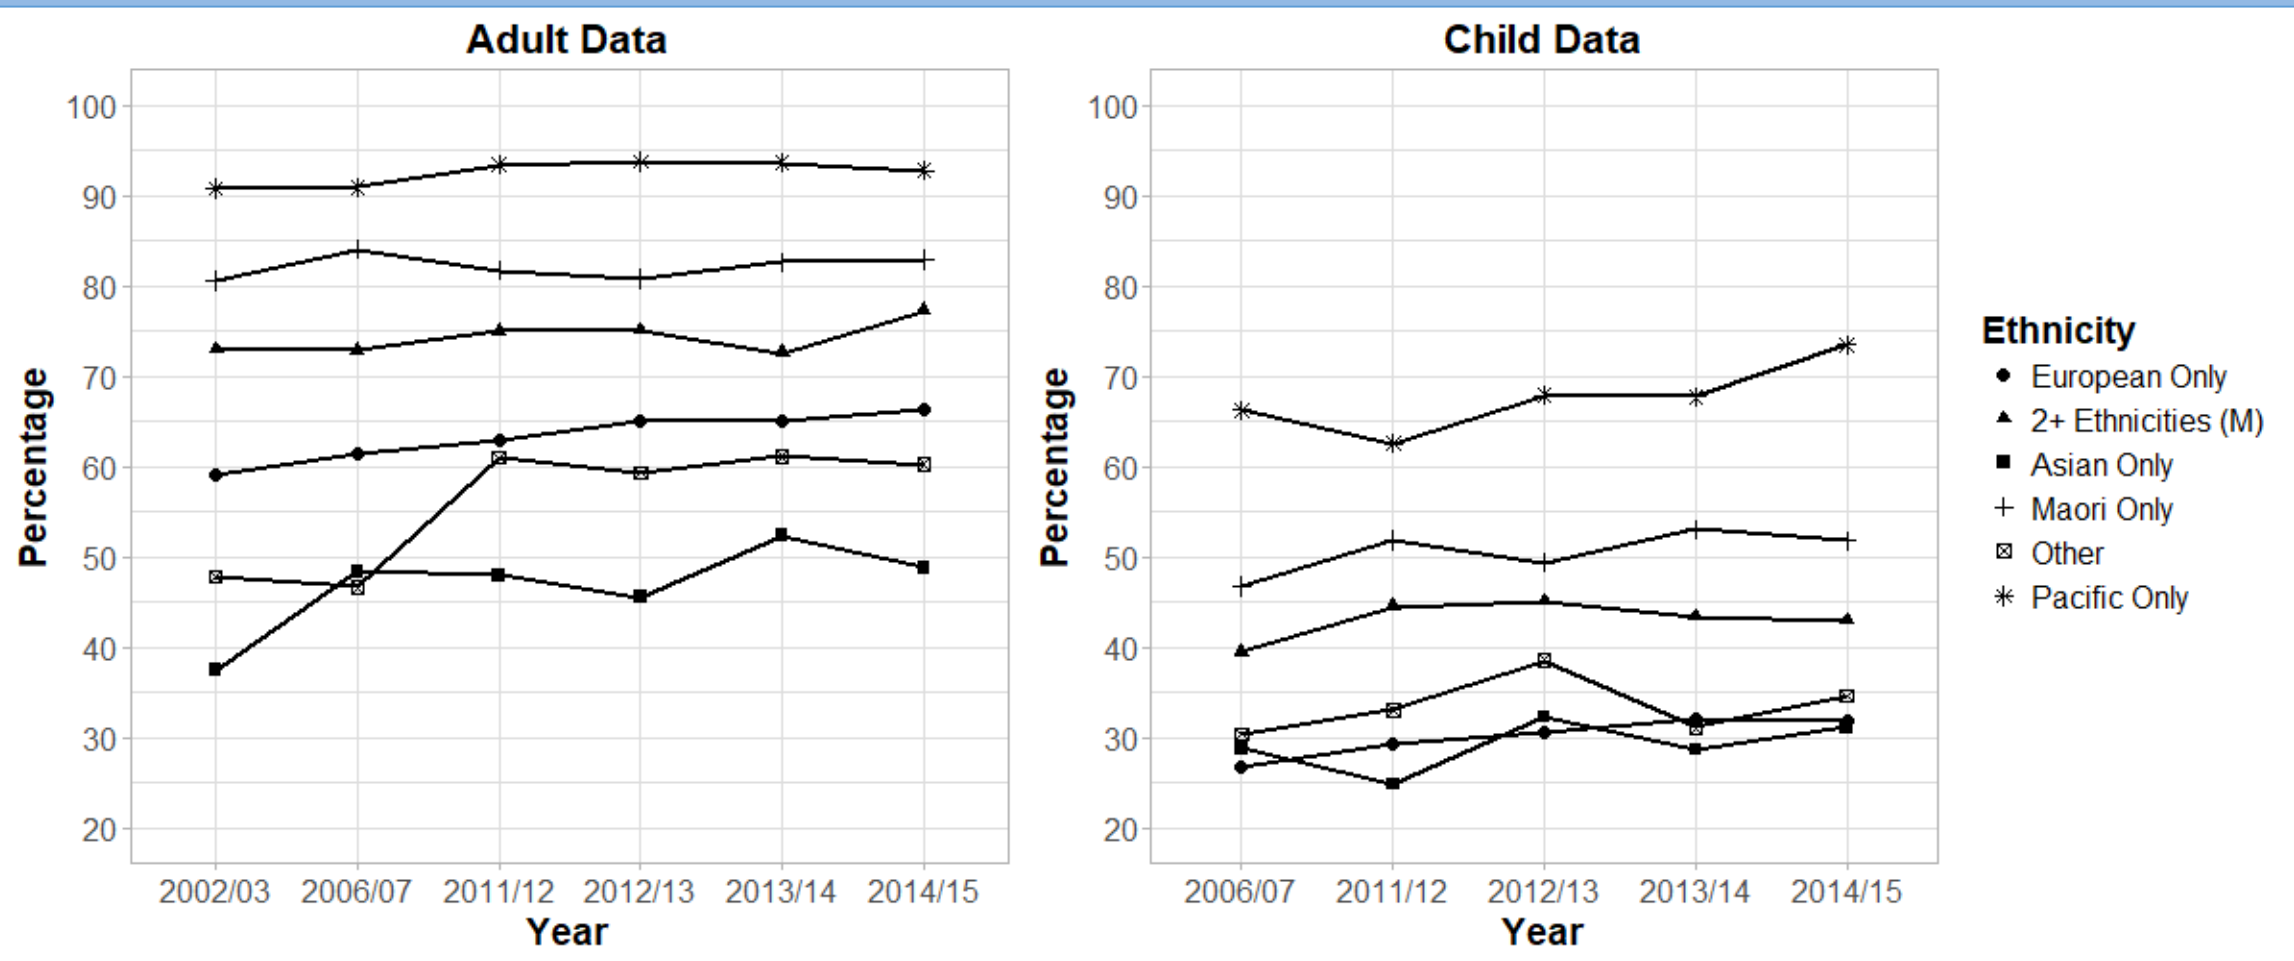 Adult Data
Percentage
100
90
80
70
60
50
40
30
20
2002/03 2006/07 2011/12 2012/13 2013/14 2014/15
Year
Child Data
Percentage
100
90
80
70
60
50
40
30
20
2006/07 2011/12 2012/13 2013/14 2014/15
Year
Ethnicity
European Only
2+ Ethnicities (M)
Asian Only
Maori Only
Other
Pacific Only